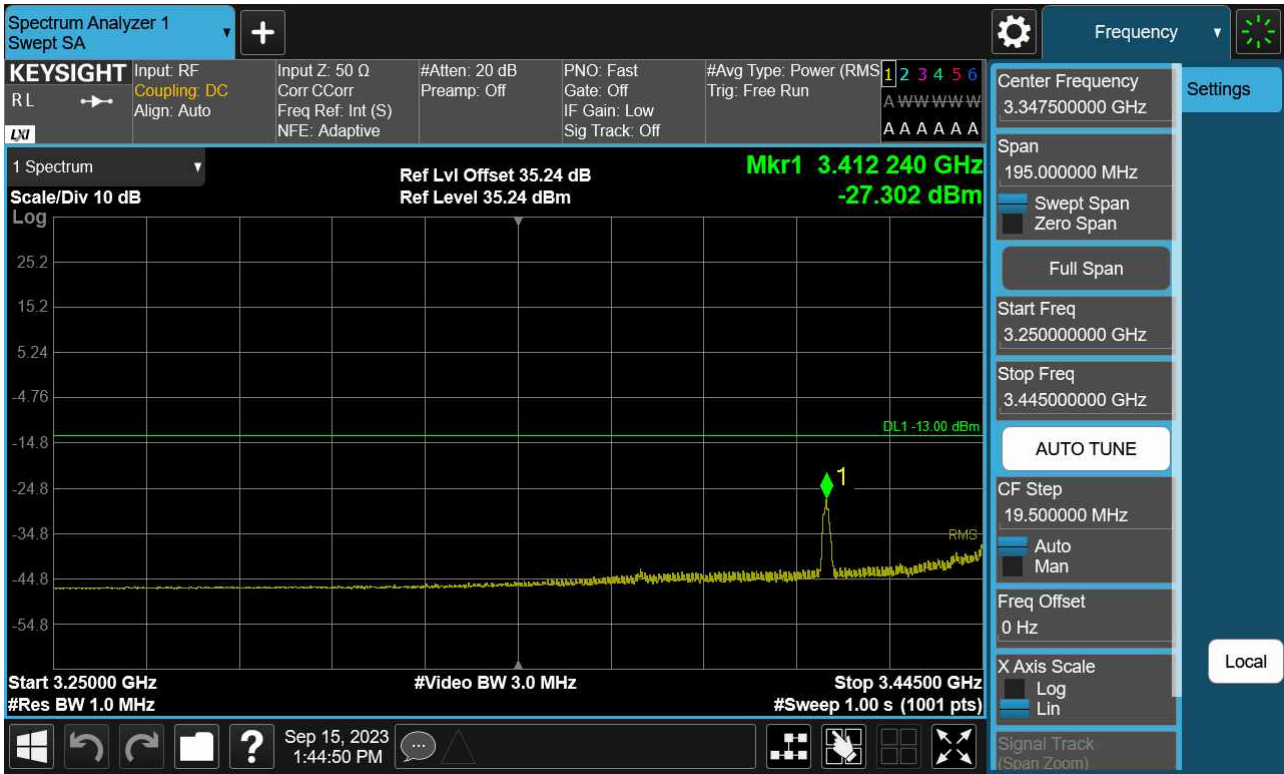 Spectrum Analyzer 1
Swept SA
Frequency
KEYSIGHT
R L
LXI
Input: RF
Coupling: DC
Align: Auto
Input Z: 50 Ω
Corr CCorr
Freq Ref: Int (S)
NFE: Adaptive
#Atten: 20 dB
Preamp: Off
PNO: Fast
Gate: Off
IF Gain: Low
Sig Track: Off
#Avg Type: Power (RMS
Trig: Free Run
1 2 3 4 5 6
A W W W W W
A A A A A A
1 Spectrum
Scale/Div 10 dB
Log
Ref Lvl Offset 35.24 dB
Ref Level 35.24 dBm
Mkr1 3.412 240 GHz
-27.302 dBm
25.2
15.2
5.24
-4.76
-14.8
-24.8
-34.8
-44.8
-54.8
DL1 -13.00 dBm
1
RMS
Start 3.25000 GHz
#Res BW 1.0 MHz
#Video BW 3.0 MHz
Stop 3.44500 GHz
#Sweep 1.00 s (1001 pts)
Center Frequency
3.347500000 GHz
Span
195.000000 MHz
Swept Span
Zero Span
Full Span
Start Freq
3.250000000 GHz
Stop Freq
3.445000000 GHz
AUTO TUNE
CF Step
19.500000 MHz
Auto
Man
Freq Offset
0 Hz
X Axis Scale
Log
Lin
Signal Track
(Span Zoom)
Settings
Local
?
Sep 15, 2023
1:44:50 PM